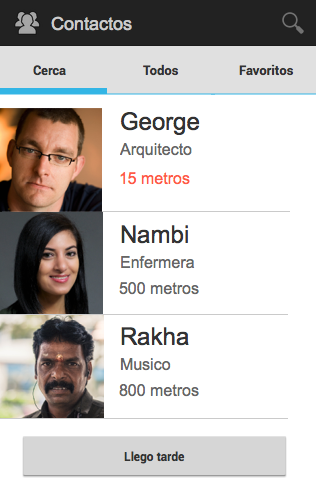 Contactos
Cerca Todos Favoritos
George
Arquitecto
15 metros
Nambi
Enfermera
500 metros
Rakha
Musico
800 metros
Llego tarde